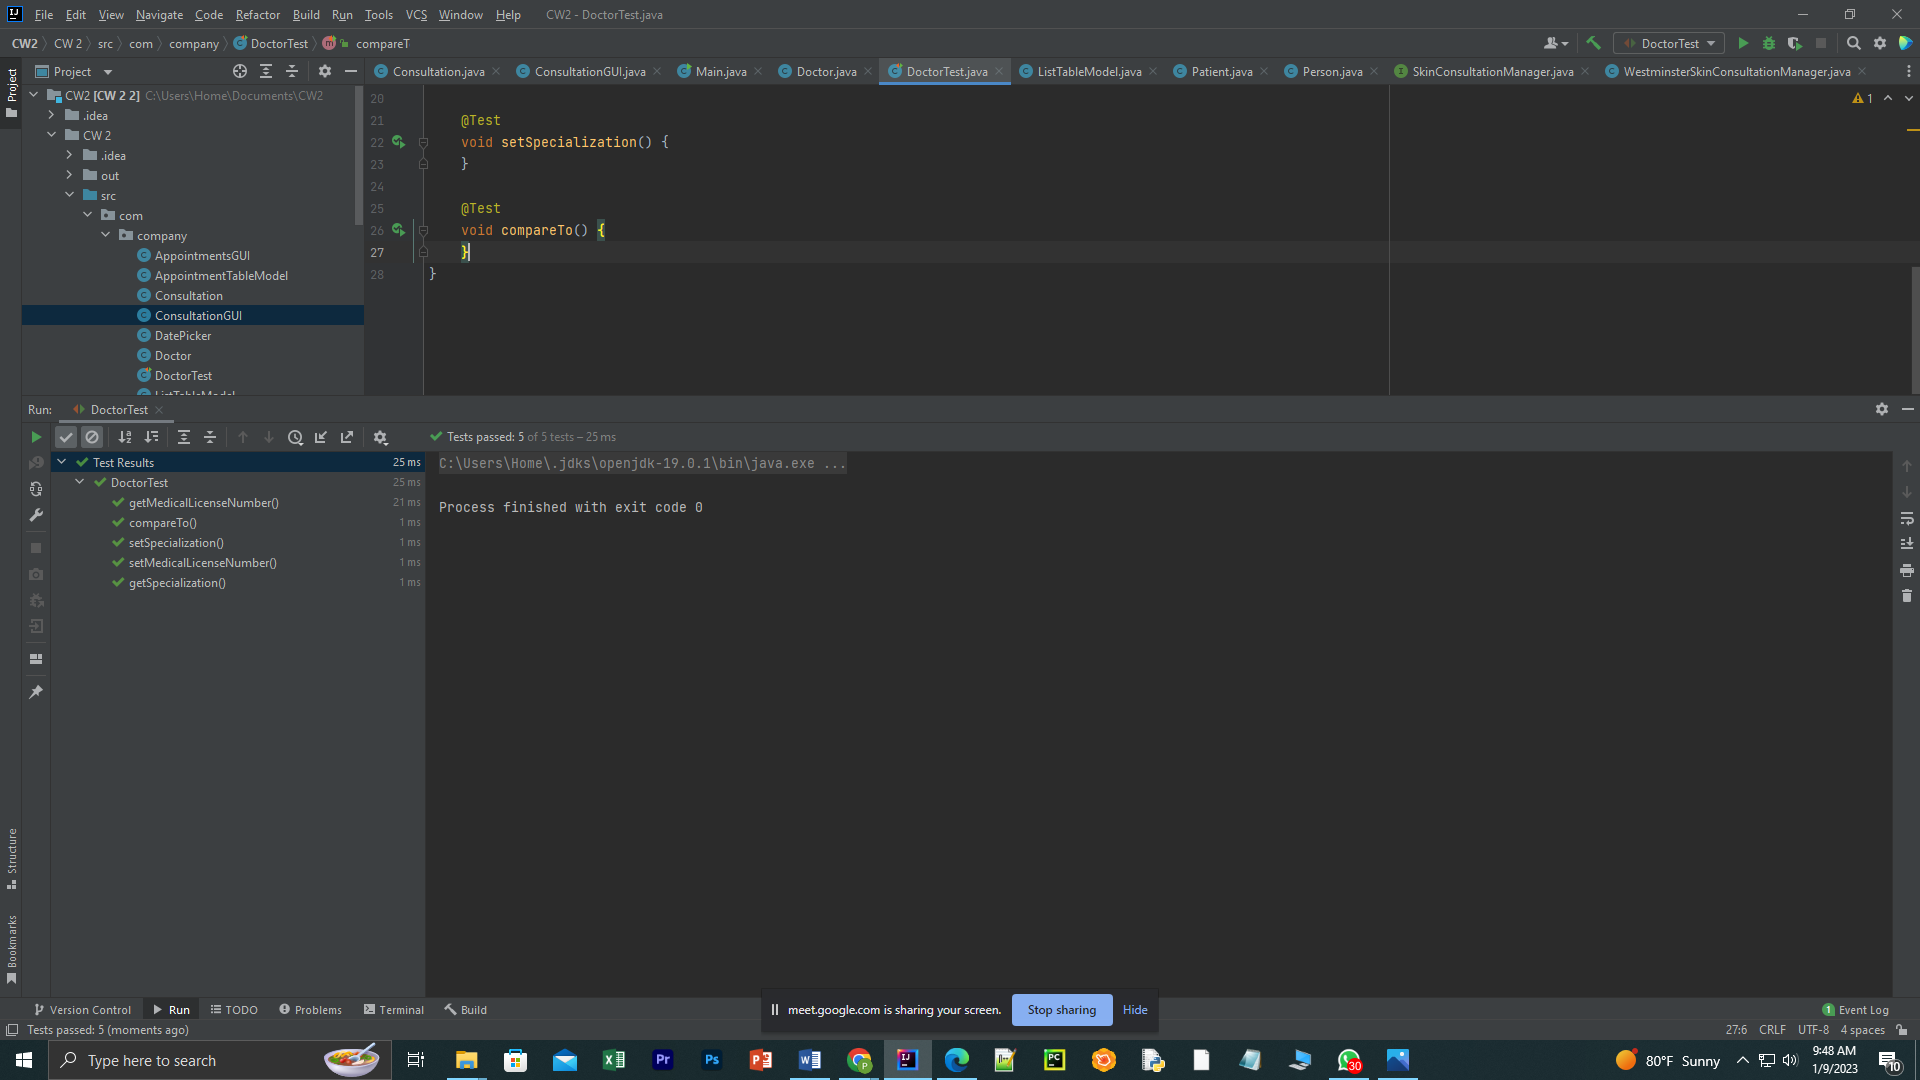 File Edit View Navigate Code Refactor Build Run Tools VCS Window Help CW2 - DoctorTest.java
CW2 CW 2 src com company DoctorTest compareT
DoctorTest
Project
Project
Consultation.java ConsultationGUI.java Main.java Doctor.java DoctorTest.java ListTableModel.java Patient.java Person.java SkinConsultationManager.java WestminsterSkinConsultationManager.java
CW2 [CW 2 2] C:\Users\Home\Documents\CW2
.idea
CW 2
.idea
out
src
com
company
AppointmentsGUI
AppointmentTableModel
Consultation
ConsultationGUI
DatePicker
Doctor
DoctorTest
ListTableModel
1
20
21 @Test
22 void setSpecialization() {
23 }
24
25 @Test
26 void compareTo() {
27 }
28 }
Run: DoctorTest
Tests passed: 5 of 5 tests – 25 ms
Test Results 25 ms
DoctorTest 25 ms
getMedicalLicenseNumber() 21 ms
compareTo() 1 ms
setSpecialization() 1 ms
setMedicalLicenseNumber() 1 ms
getSpecialization() 1 ms
C:\Users\Home\.jdks\openjdk-19.0.1\bin\java.exe ...
Process finished with exit code 0
Structure
Bookmarks
Version Control Run TODO Problems Terminal Build
meet.google.com is sharing your screen. Stop sharing Hide
1 Event Log
Tests passed: 5 (moments ago)
27:6 CRLF UTF-8 4 spaces
Type here to search
30
80°F Sunny
9:48 AM
1/9/2023
10